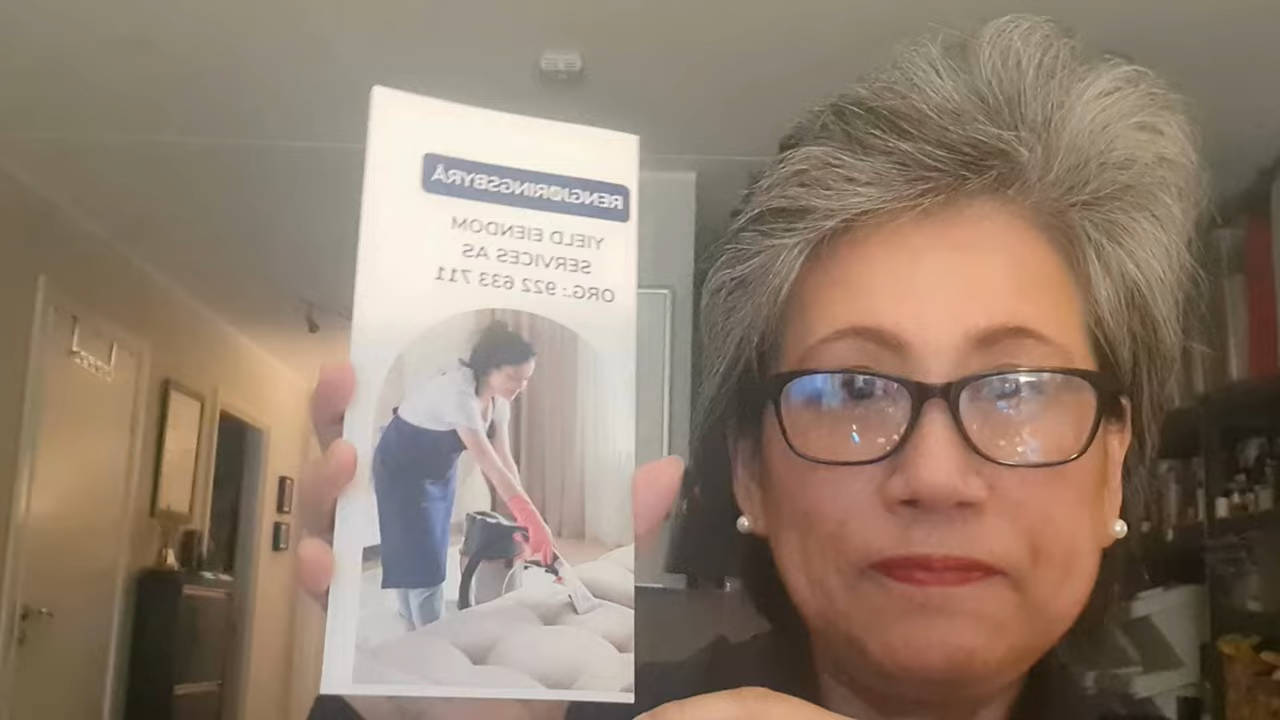 RENGJØRINGSBYRÅ
YIELD EIENDOM
SERVICES AS
ORG.: 922 633 711